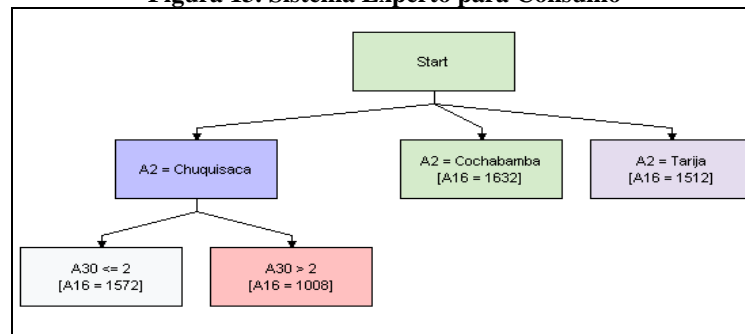 Figura 15: Sistema Experto para Consumo
Start
A2 = Chuquisaca
A2 = Cochabamba
[A16 = 1632]
A2 = Tarija
[A16 = 1512]
A30 <= 2
[A16 = 1572]
A30 > 2
[A16 = 1008]